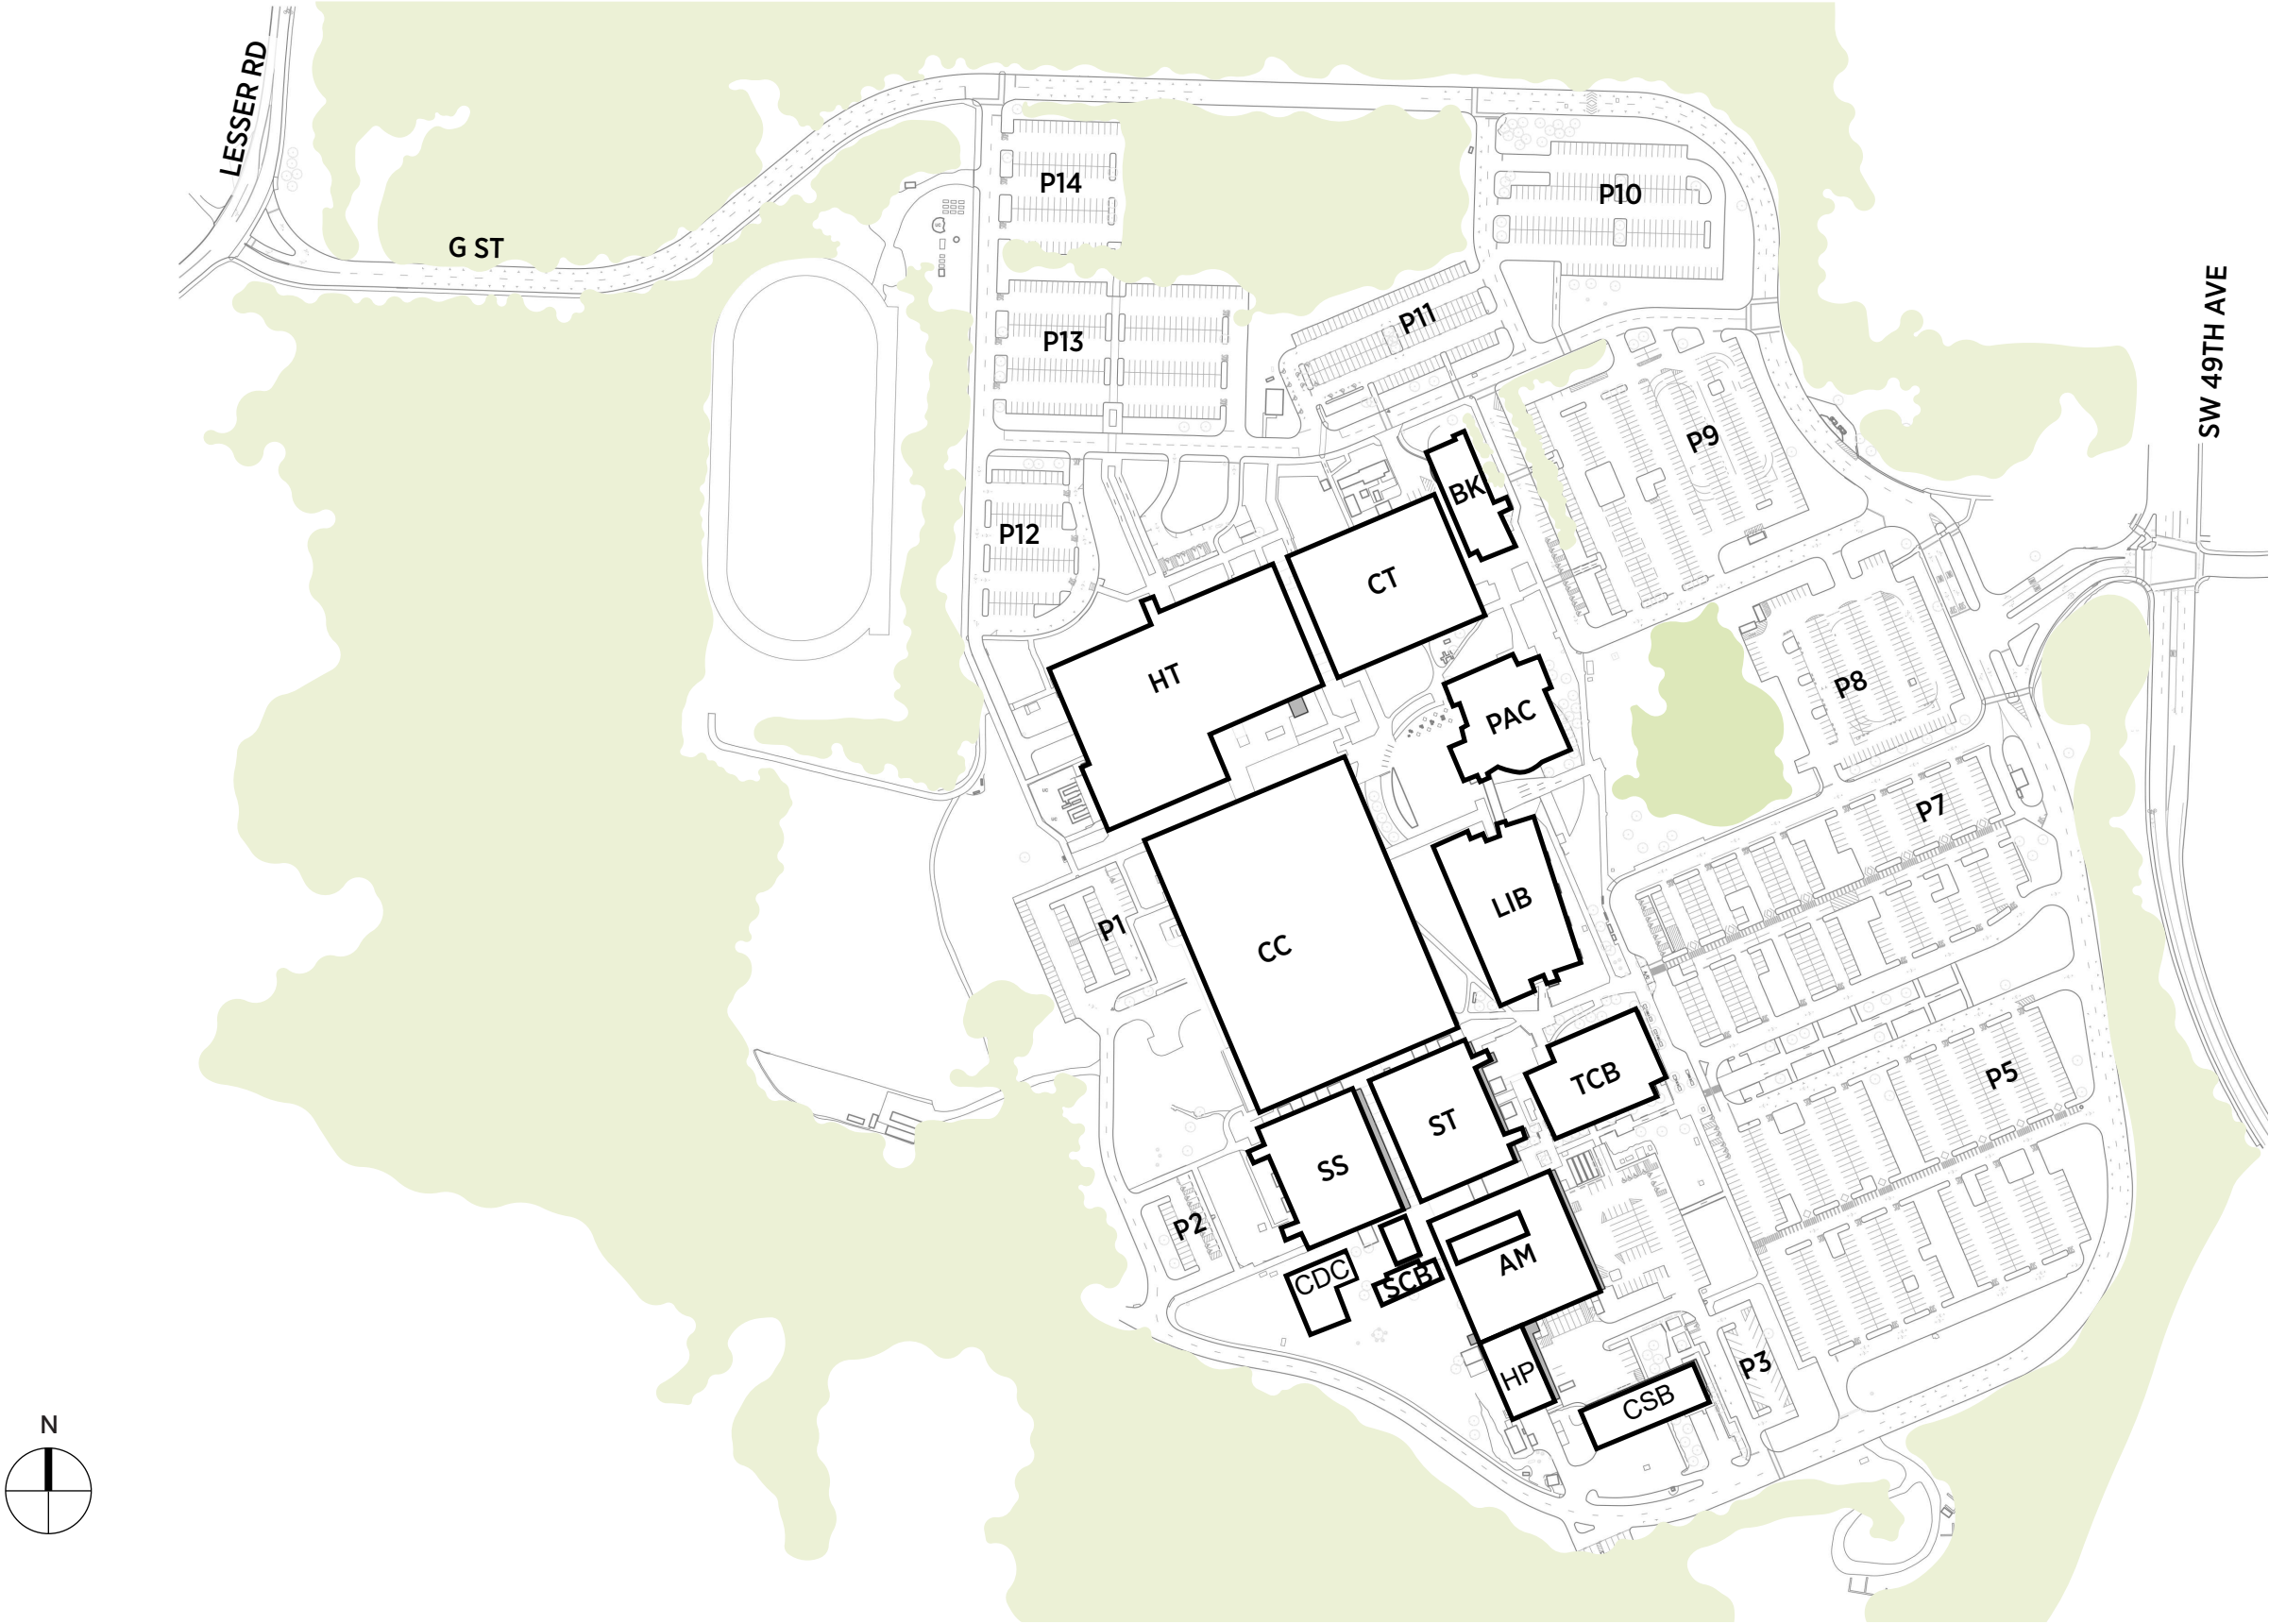 LESSER RD
G ST
P14
P10
P11
P13
SW 49TH AVE
P9
BK
P12
CT
HT
PAC
P8
P7
LIB
P1
CC
TCB
P5
ST
SS
P2
AM
CDC
SCB
P3
HP
CSB
N